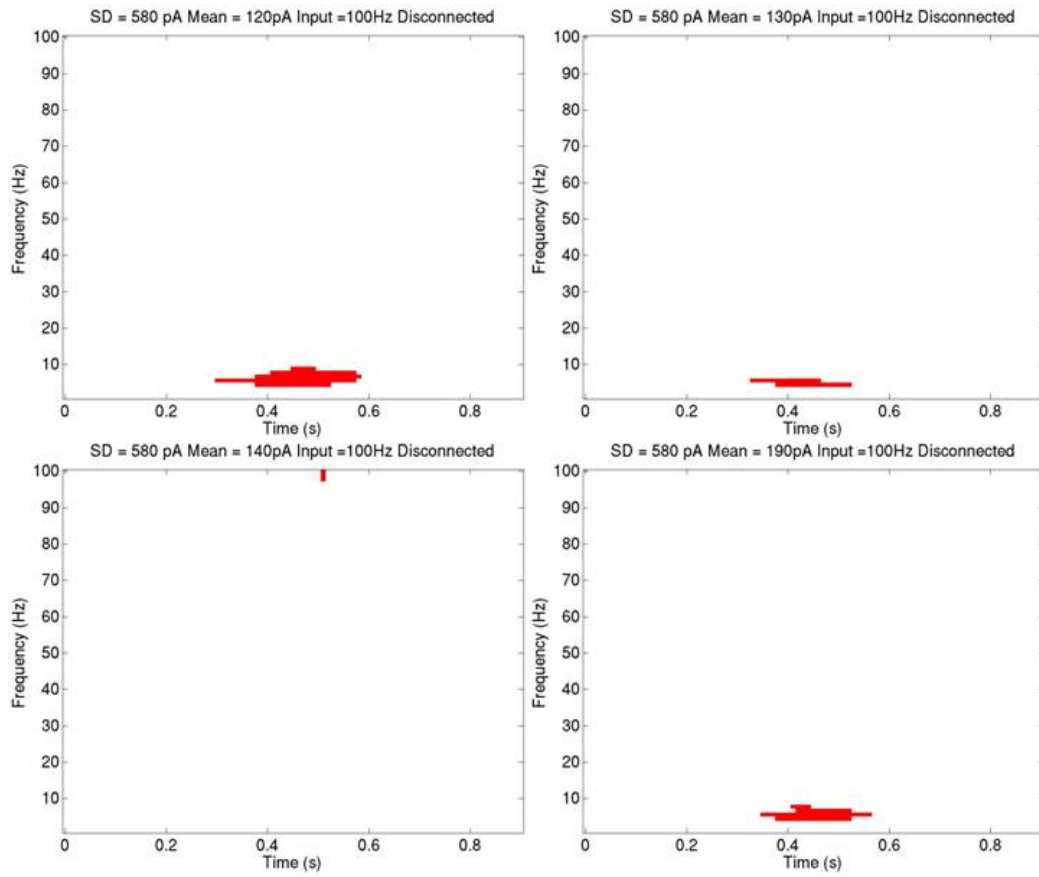 SD = 580 pA Mean = 120pA Input =100Hz Disconnected
100
90
80
70
60
50
40
30
20
10
Frequency (Hz)
0 0.2 0.4 0.6 0.8
Time (s)
SD = 580 pA Mean = 130pA Input =100Hz Disconnected
100
90
80
70
60
50
40
30
20
10
Frequency (Hz)
0 0.2 0.4 0.6 0.8
Time (s)
SD = 580 pA Mean = 140pA Input =100Hz Disconnected
100
90
80
70
60
50
40
30
20
10
Frequency (Hz)
0 0.2 0.4 0.6 0.8
Time (s)
SD = 580 pA Mean = 190pA Input =100Hz Disconnected
100
90
80
70
60
50
40
30
20
10
Frequency (Hz)
0 0.2 0.4 0.6 0.8
Time (s)